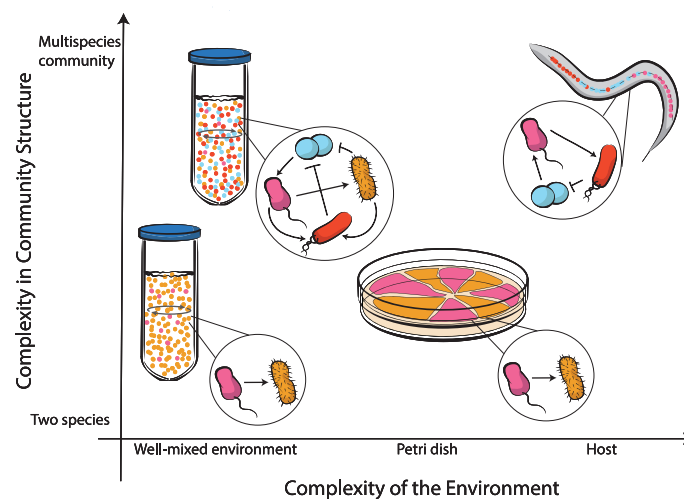 Multispecies
community
Complexity in Community Structure
Two species
Well-mixed environment
Petri dish
Host
Complexity of the Environment